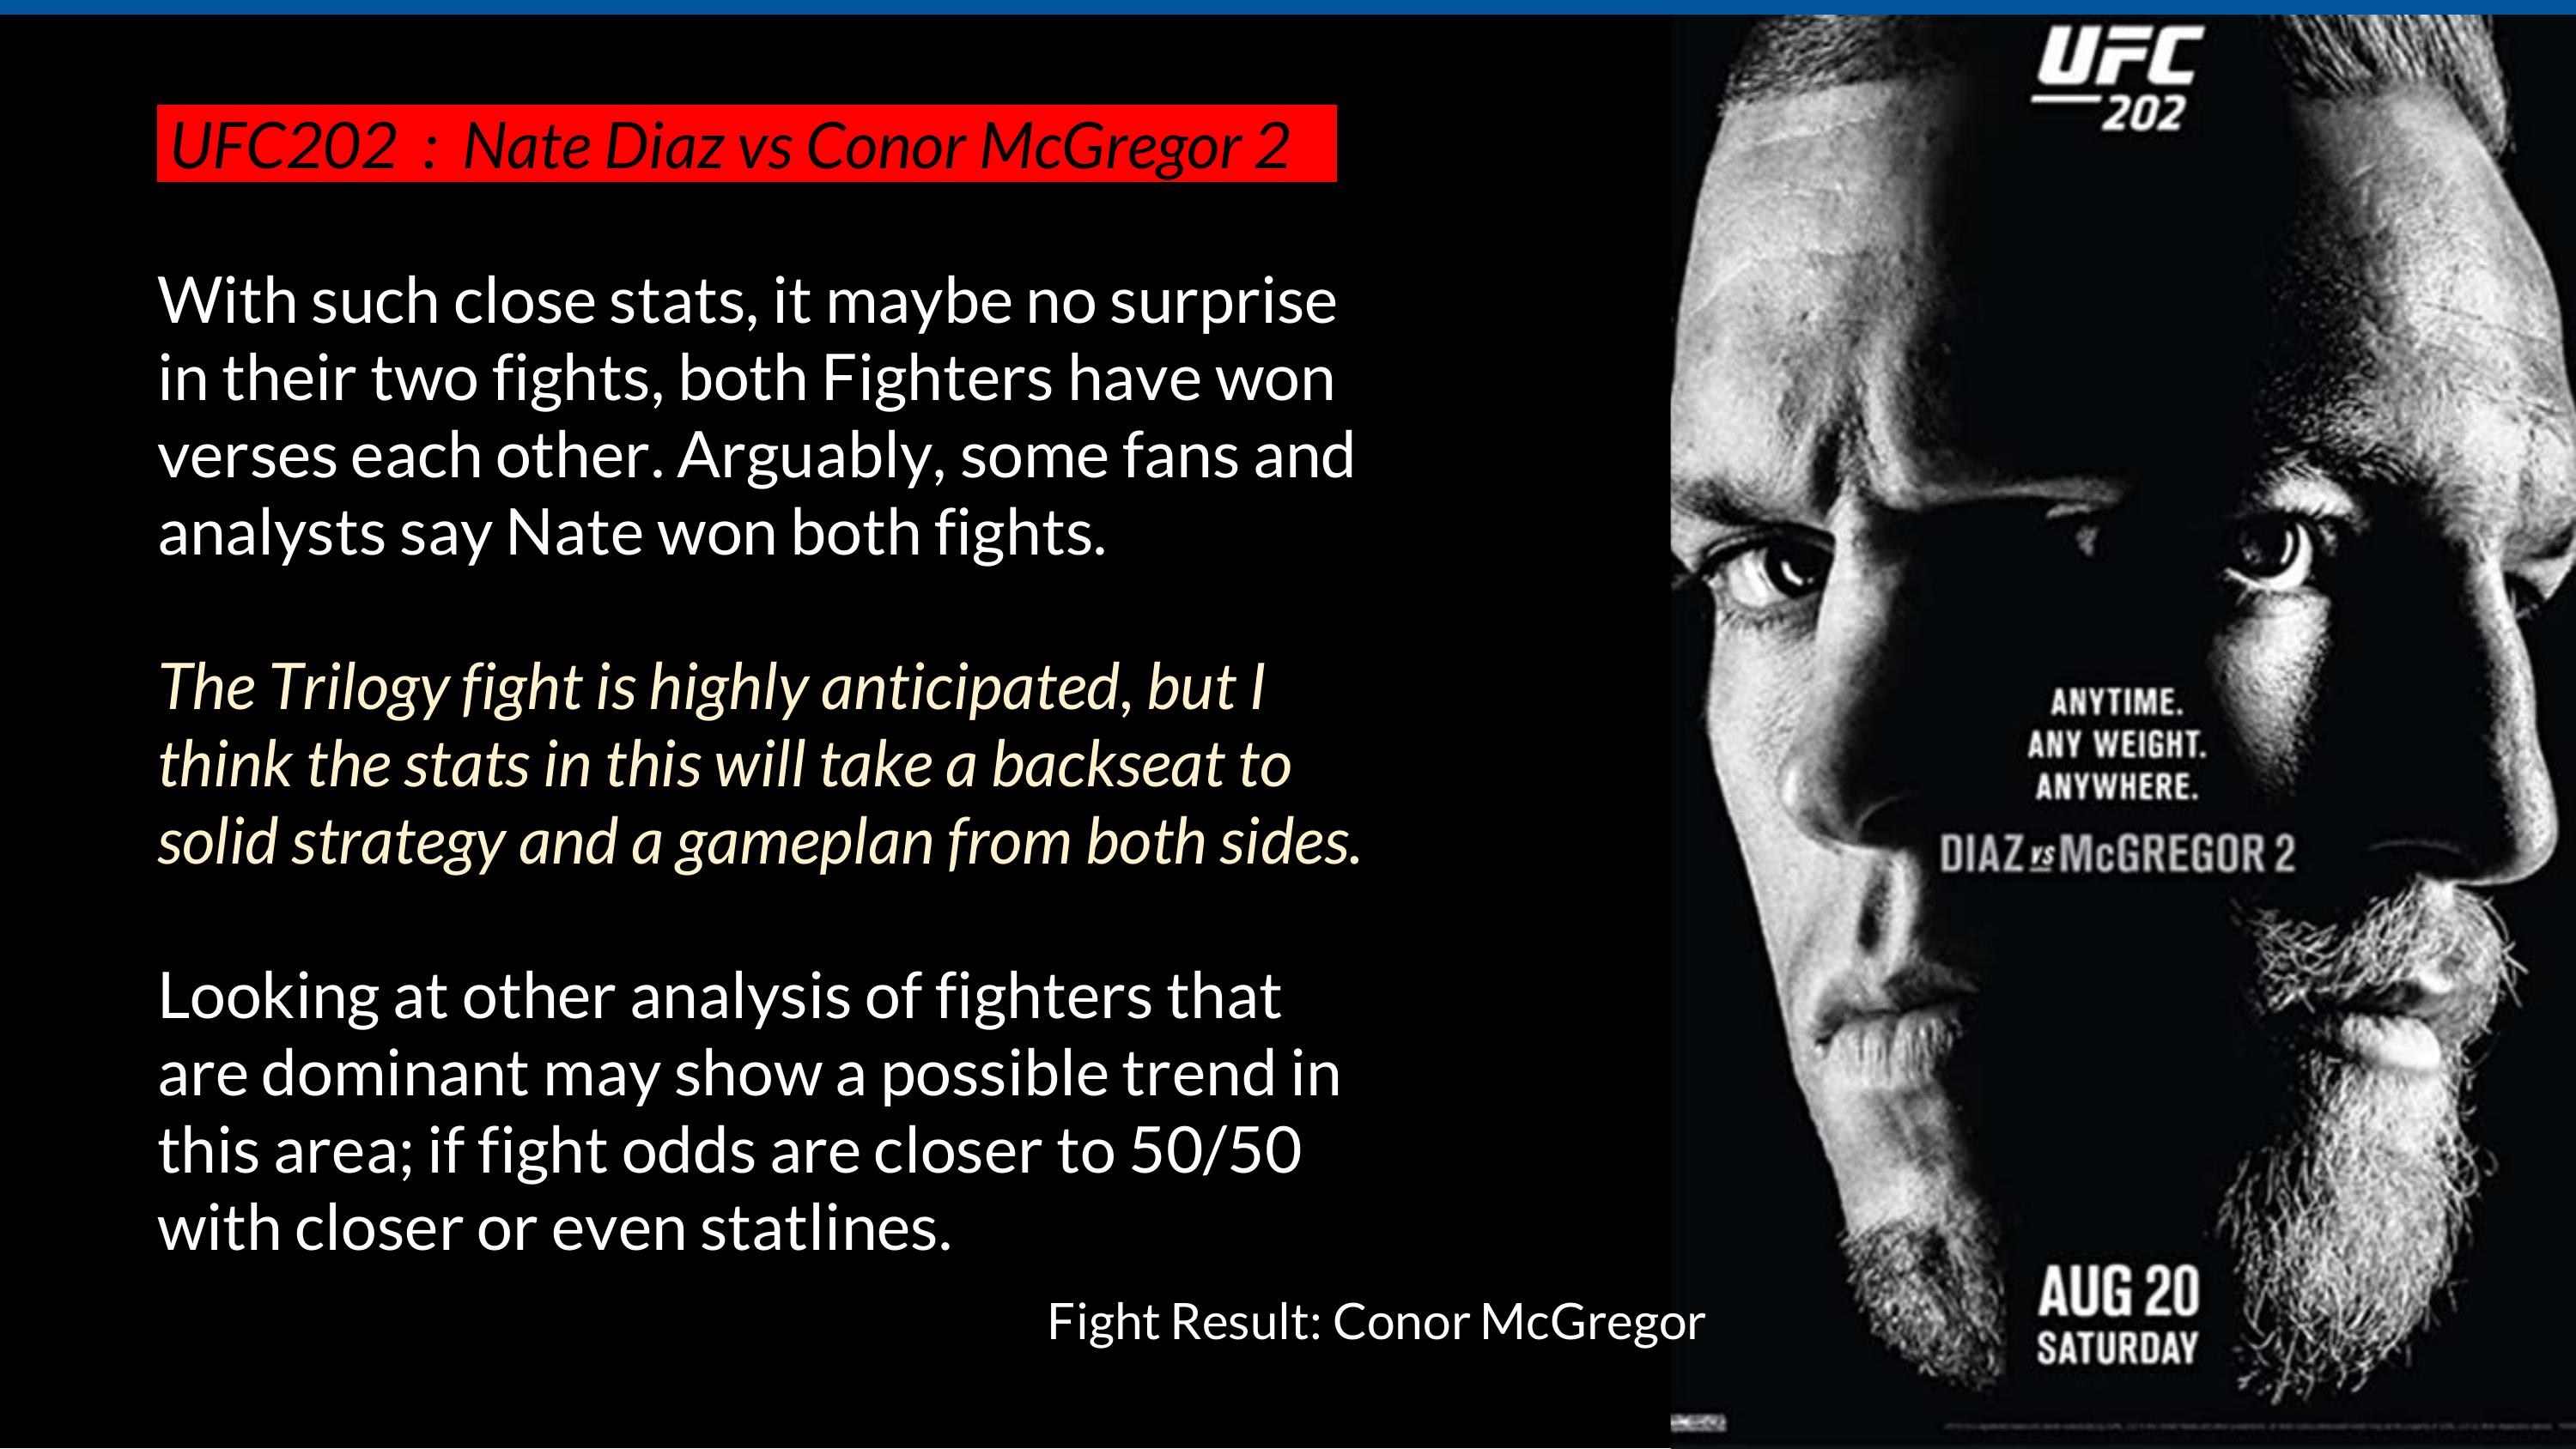 UFC202 : Nate Diaz vs Conor McGregor 2
With such close stats, it maybe no surprise
in their two fights, both Fighters have won
verses each other. Arguably, some fans and
analysts say Nate won both fights.
The Trilogy fight is highly anticipated, but I
think the stats in this will take a backseat to
solid strategy and a gameplan from both sides.
Looking at other analysis of fighters that
are dominant may show a possible trend in
this area; if fight odds are closer to 50/50
with closer or even statlines.
Fight Result: Conor McGregor
UFC
202
ANYTIME.
ANY WEIGHT.
ANYWHERE.
DIAZ vs McGREGOR 2
AUG 20
SATURDAY